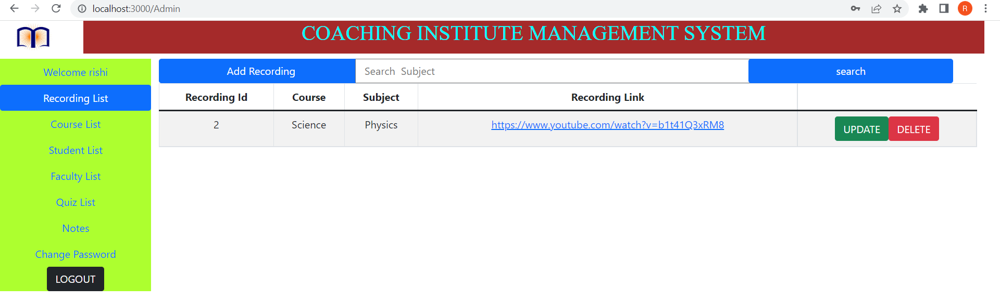 localhost:3000/Admin
R
COACHING INSTITUTE MANAGEMENT SYSTEM
Welcome rishi
Recording List
Course List
Student List
Faculty List
Quiz List
Notes
Change Password
LOGOUT
Add Recording Search  Subject search
Recording Id Course Subject Recording Link
2 Science Physics https://www.youtube.com/watch?v=b1t41Q3xRM8 UPDATE DELETE